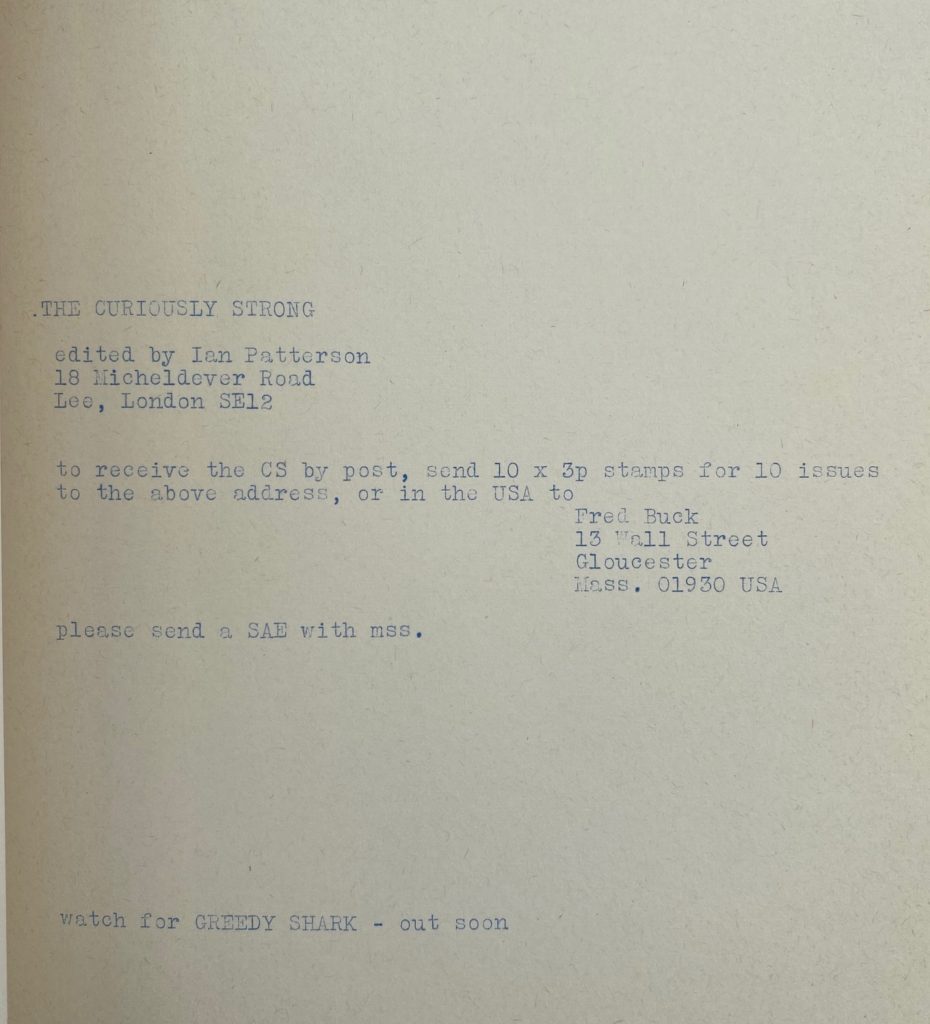 .THE CURIOUSLY STRONG
edited by Ian Patterson
18 Micheldever Road
Lee, London SE12
to receive the CS by post, send 10 x 3p stamps for 10 issues
to the above address, or in the USA to
Fred Buck
13 Wall Street
Gloucester
Mass. 01930 USA
please send a SAE with mss.
watch for GREEDY SHARK - out soon